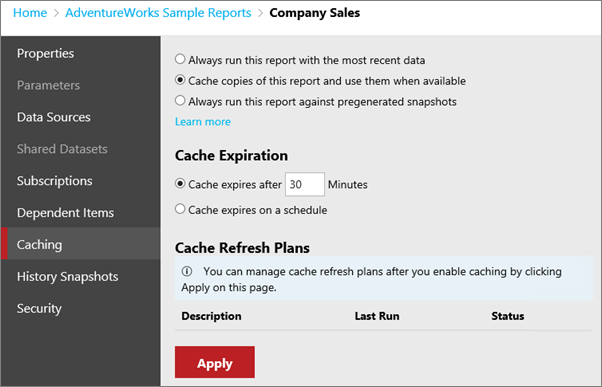 Home > AdventureWorks Sample Reports > Company Sales
Properties
Parameters
Data Sources
Shared Datasets
Subscriptions
Dependent Items
Caching
History Snapshots
Security
Always run this report with the most recent data
Cache copies of this report and use them when available
Always run this report against pregenerated snapshots
Learn more
Cache Expiration
Cache expires after 30 Minutes
Cache expires on a schedule
Cache Refresh Plans
You can manage cache refresh plans after you enable caching by clicking
Apply on this page.
Description Last Run Status
Apply